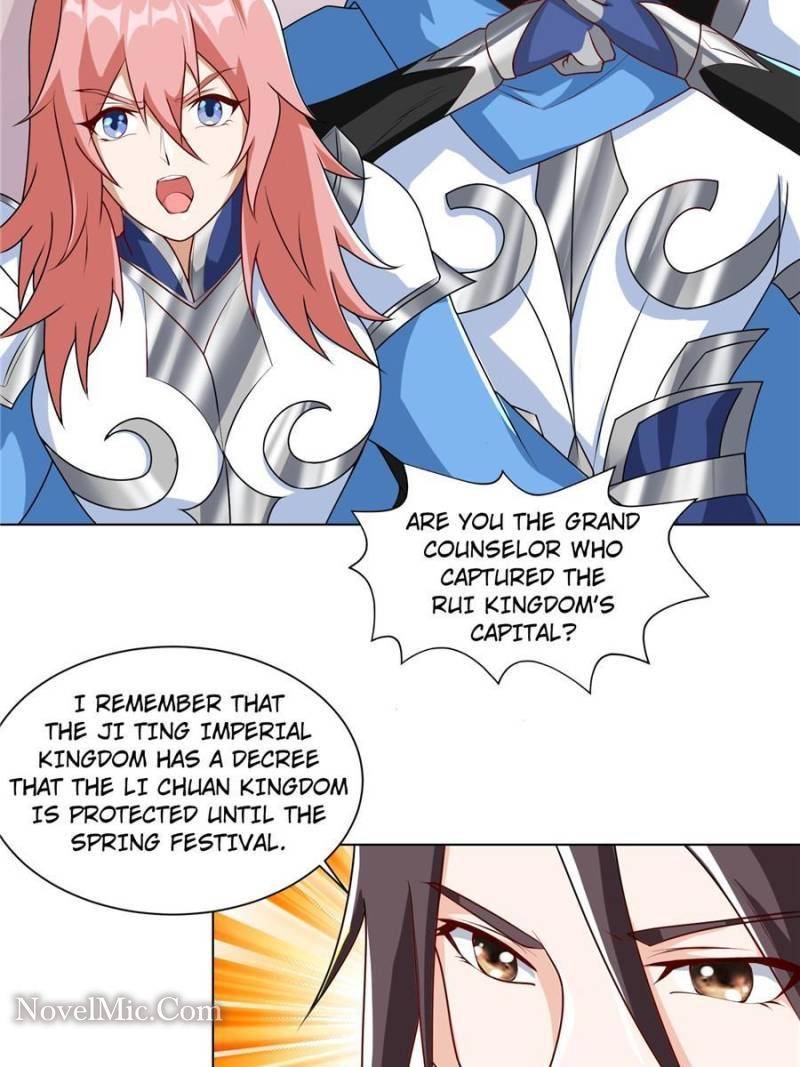 ARE YOU THE GRAND
COUNSELOR WHO
CAPTURED THE
RUI KINGDOM'S
CAPITAL?
I REMEMBER THAT
THE JI TING IMPERIAL
KINGDOM HAS A DECREE
THAT THE LI CHUAN KINGDOM
IS PROTECTED UNTIL THE
SPRING FESTIVAL.
NovelMic.Com